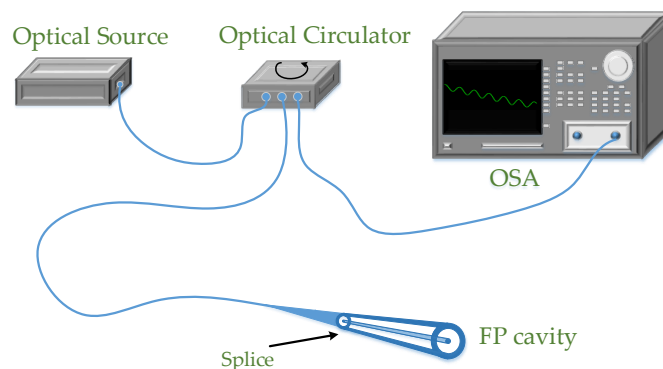 Optical Source
Optical Circulator
OSA
FP cavity
Splice